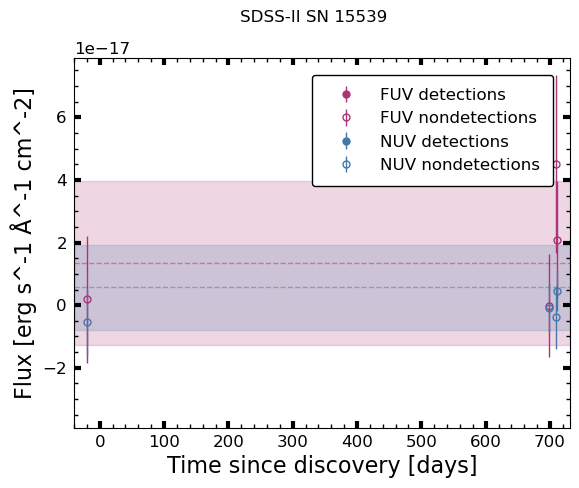 SDSS-II SN 15539
1e−17
Flux [erg s^-1 Å^-1 cm^-2]
6
4
2
0
−2
FUV detections
FUV nondetections
NUV detections
NUV nondetections
0 100 200 300 400 500 600 700
Time since discovery [days]